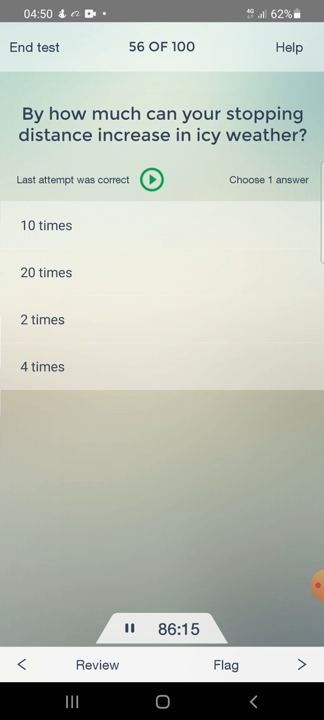 04:50 62%
End test 56 OF 100 Help
By how much can your stopping
distance increase in icy weather?
Last attempt was correct Choose 1 answer
10 times
20 times
2 times
4 times
86:15
< Review Flag >